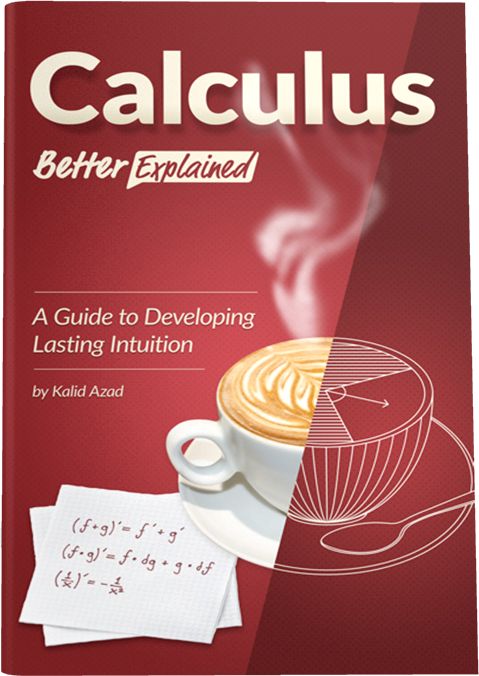 Calculus
Better Explained
A Guide to Developing
Lasting Intuition
by Kalid Azad
(f+g)′= f′+ g′
(f•g)′= f • dg + g • df
(1/x)′= - 1/x²